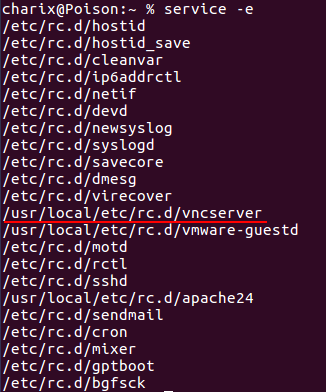 charix@Poison:~ % service -e
/etc/rc.d/hostid
/etc/rc.d/hostid_save
/etc/rc.d/cleanvar
/etc/rc.d/ip6addrctl
/etc/rc.d/netif
/etc/rc.d/devd
/etc/rc.d/newsyslog
/etc/rc.d/syslogd
/etc/rc.d/savecore
/etc/rc.d/dmesg
/etc/rc.d/virecover
/usr/local/etc/rc.d/vncserver
/usr/local/etc/rc.d/vmware-guestd
/etc/rc.d/motd
/etc/rc.d/rctl
/etc/rc.d/sshd
/usr/local/etc/rc.d/apache24
/etc/rc.d/sendmail
/etc/rc.d/cron
/etc/rc.d/mixer
/etc/rc.d/gptboot
/etc/rc.d/bgfsck